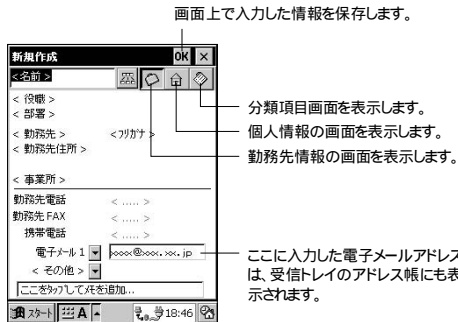 画面上で入力した情報を保存します。
新規作成 OK ×
<名前>
< 役職 >
< 部署 >
分類項目画面を表示します。
< 勤務先 > <フリガナ >
個人情報の画面を表示します。
< 勤務先住所 >
勤務先情報の画面を表示します。
< 事業所 >
勤務先電話 < ..... >
勤務先 FAX < ..... >
携帯電話 < ..... >
電子メール 1 xxxx@xxxx.xx.jp
ここに入力した電子メールアドレス
は、受信トレイのアドレス帳にも表
示されます。
< その他 >
ここをタップしてメモを追加...
スタート A 18:46